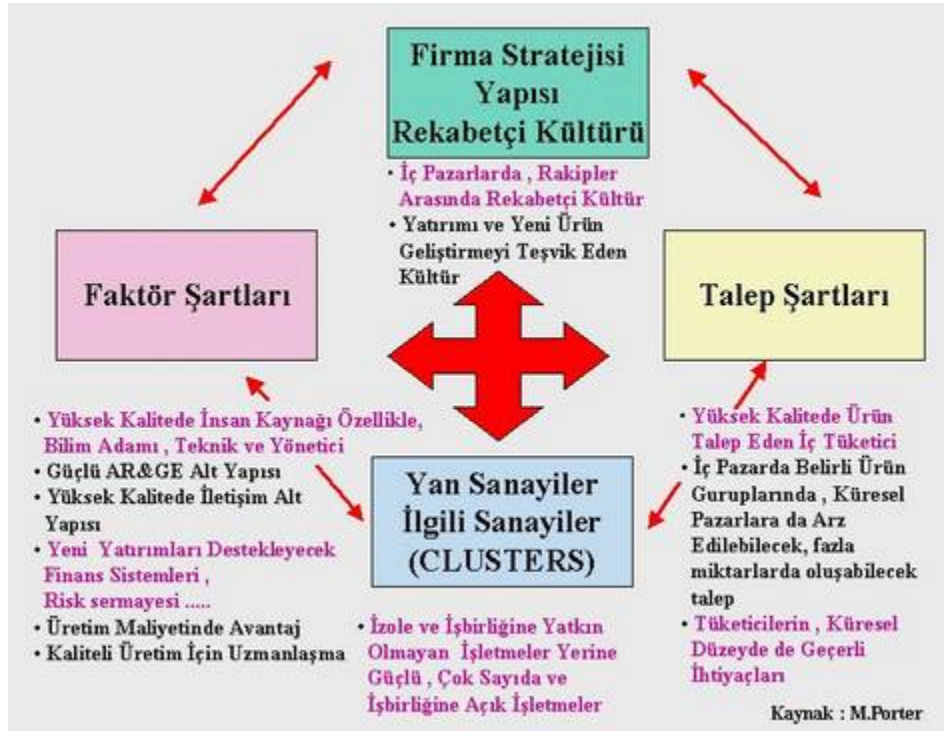 Firma Stratejisi
Yapısı
Rekabetçi Kültürü
• İç Pazarlarda , Rakipler
Arasında Rekabetçi Kültür
• Yatırımı ve Yeni Ürün
Geliştirmeyi Teşvik Eden
Kültür
Faktör Şartları
Talep Şartları
• Yüksek Kalitede İnsan Kaynağı Özellikle,
Bilim Adamı , Teknik ve Yönetici
• Güçlü AR&GE Alt Yapısı
• Yüksek Kalitede İletişim Alt
Yapısı
• Yeni Yatırımları Destekleyecek
Finans Sistemleri ,
Risk sermayesi .....
• Üretim Maliyetinde Avantaj
• Kaliteli Üretim İçin Uzmanlaşma
Yan Sanayiler
İlgili Sanayiler
(CLUSTERS)
• İzole ve İşbirliğine Yatkın
Olmayan İşletmeler Yerine
Güçlü , Çok Sayıda ve
İşbirliğine Açık İşletmeler
• Yüksek Kalitede Ürün
Talep Eden İç Tüketici
• İç Pazarda Belirli Ürün
Guruplarında , Küresel
Pazarlara da Arz
Edilebilecek, fazla
miktarlarda oluşabilecek
talep
• Tüketicilerin , Küresel
Düzeyde de Geçerli
İhtiyaçları
Kaynak : M.Porter